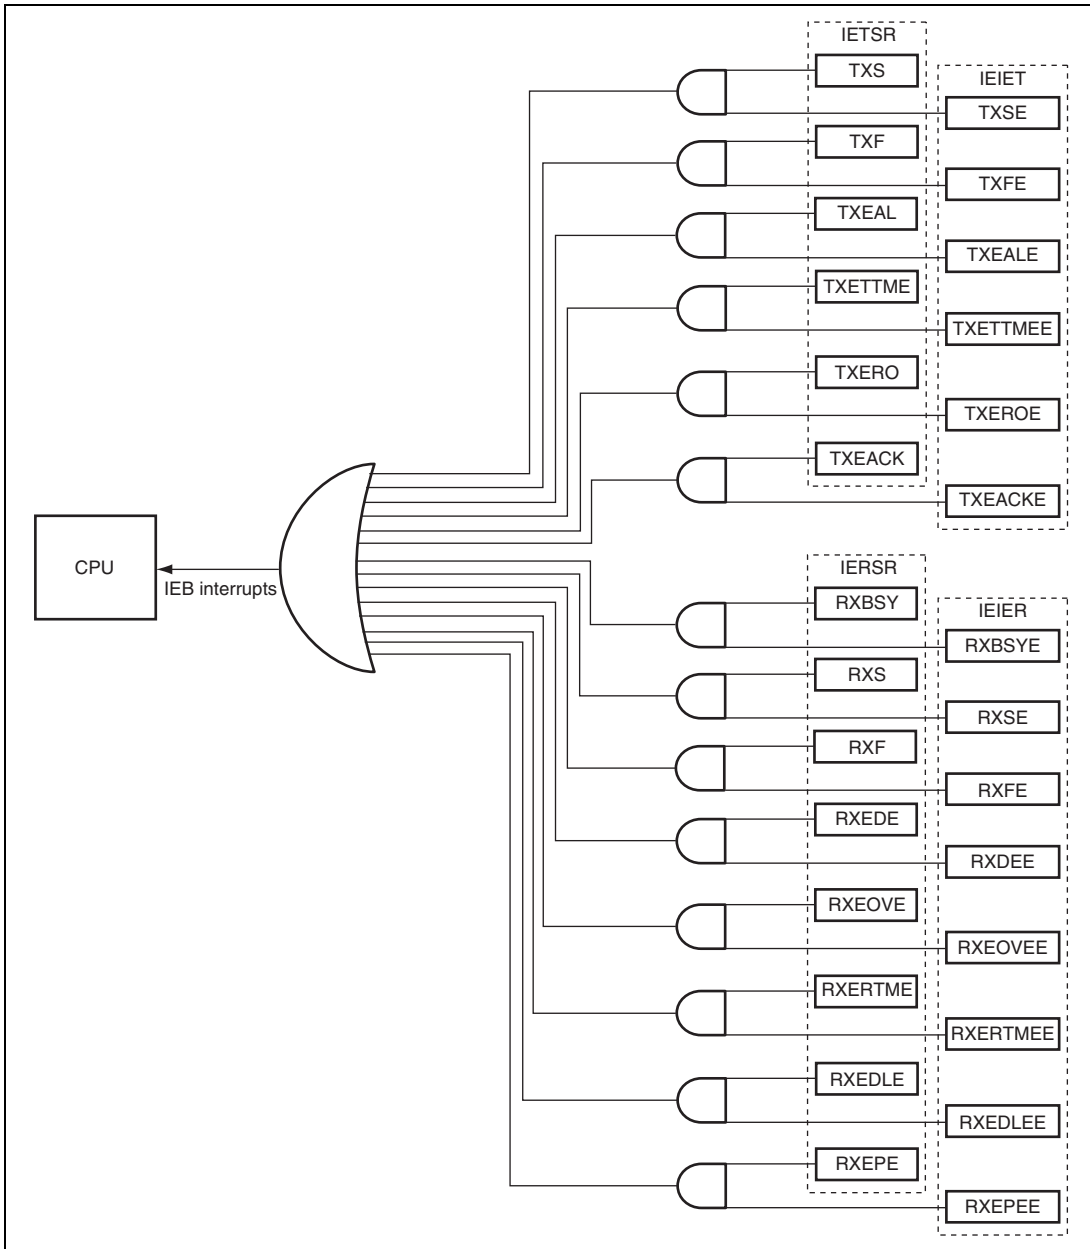 IETSR
TXS
IEIET
TXSE
TXF
TXFE
TXEAL
TXEALE
TXETTME
TXETTMEE
TXERO
TXEROE
TXEACK
TXEACKE
CPU
IEB interrupts
IERSR
RXBSY
IEIER
RXBSYE
RXS
RXSE
RXF
RXFE
RXEDE
RXDEE
RXEOVE
RXEOVEE
RXERTME
RXERTMEE
RXEDLE
RXEDLEE
RXEPE
RXEPEE